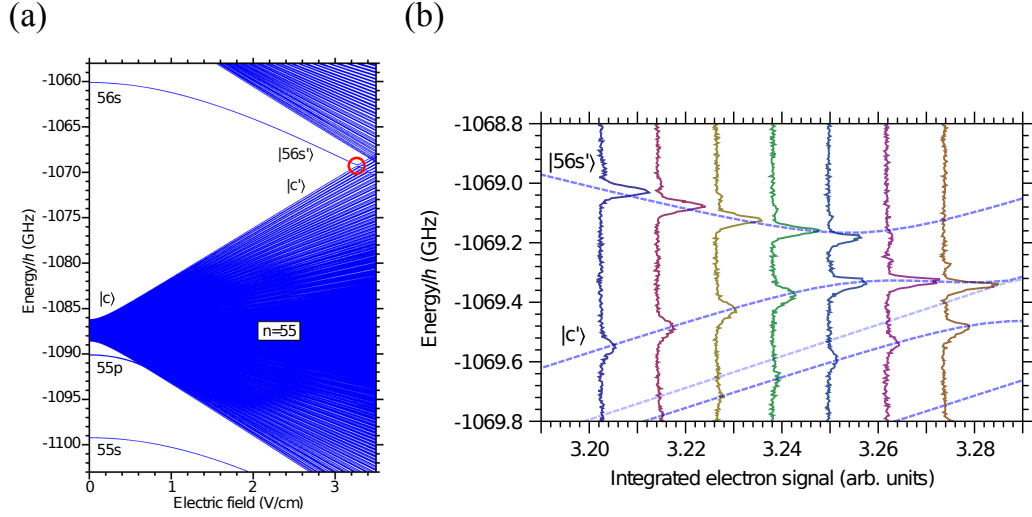 (a)
(b)
-1060
-1065
-1070
-1075
-1080
-1085
-1090
-1095
-1100
Energy/h (GHz)
56s
|56s'⟩
|c'⟩
|c⟩
n=55
55p
55s
0
1
2
3
Electric field (V/cm)
-1068.8
-1069.0
-1069.2
-1069.4
-1069.6
-1069.8
Energy/h (GHz)
|56s'⟩
|c'⟩
3.20
3.22
3.24
3.26
3.28
Integrated electron signal (arb. units)